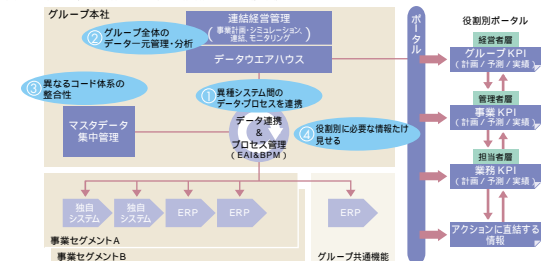 グループ本社
連結経営管理
(事業計画・シミュレーション、
連結、モニタリング)
データウエアハウス
②グループ全体の
データ一元管理・分析
③異なるコード体系の
整合性
①異種システム間の
データプロセスを連携
マスタデータ
集中管理
データ連携
&
プロセス管理
(EAI&BPM)
④役割別に必要な情報だけ
見せる
独自
システム
独自
システム
ERP
ERP
ERP
事業セグメントA
事業セグメントB
グループ共通機能
ポータル
役割別ポータル
経営者層
グループKPI
(計画/予測/実績)
管理者層
事業KPI
(計画/予測/実績)
担当者層
業務KPI
(計画/予測/実績)
アクションに直結する
情報